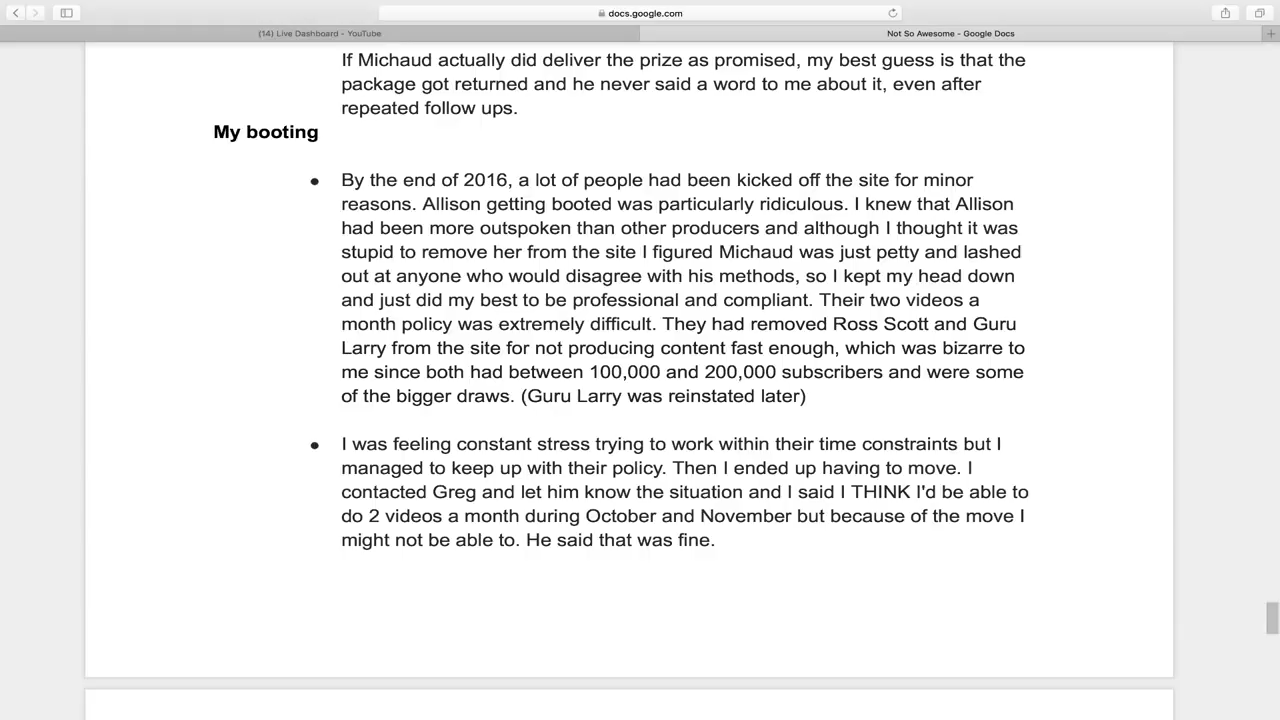 docs.google.com
(14) Live Dashboard - YouTube
Not So Awesome - Google Docs
If Michaud actually did deliver the prize as promised, my best guess is that the
package got returned and he never said a word to me about it, even after
repeated follow ups.
My booting
● By the end of 2016, a lot of people had been kicked off the site for minor
reasons. Allison getting booted was particularly ridiculous. I knew that Allison
had been more outspoken than other producers and although I thought it was
stupid to remove her from the site I figured Michaud was just petty and lashed
out at anyone who would disagree with his methods, so I kept my head down
and just did my best to be professional and compliant. Their two videos a
month policy was extremely difficult. They had removed Ross Scott and Guru
Larry from the site for not producing content fast enough, which was bizarre to
me since both had between 100,000 and 200,000 subscribers and were some
of the bigger draws. (Guru Larry was reinstated later)
● I was feeling constant stress trying to work within their time constraints but I
managed to keep up with their policy. Then I ended up having to move. I
contacted Greg and let him know the situation and I said I THINK I'd be able to
do 2 videos a month during October and November but because of the move I
might not be able to. He said that was fine.